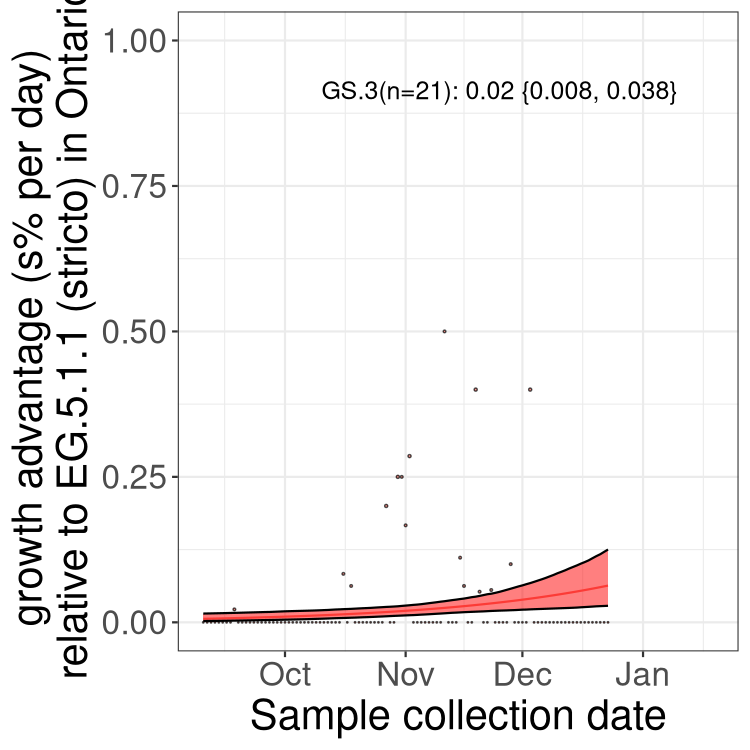 growth advantage (s% per day)
relative to EG.5.1.1 (stricto) in Ontario
1.00
GS.3(n=21): 0.02 {0.008, 0.038}
0.75
0.50
0.25
0.00
Oct Nov Dec Jan
Sample collection date